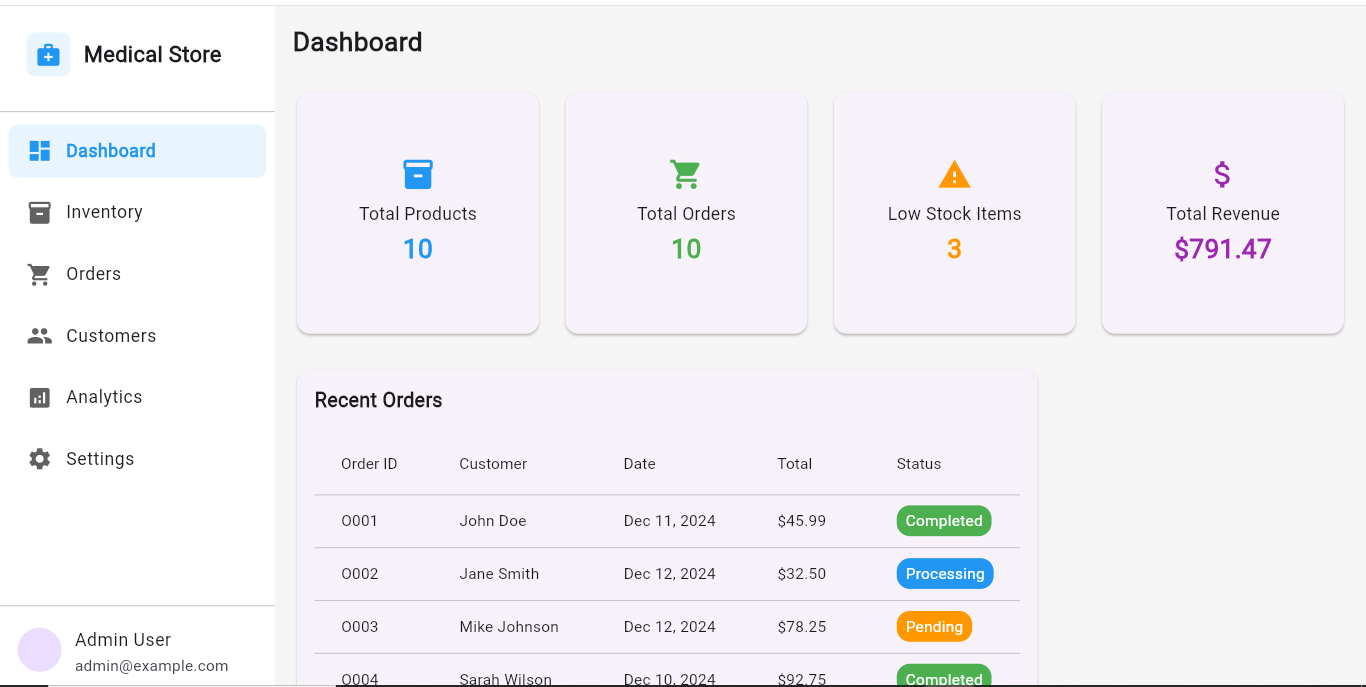 Medical Store
Dashboard
Inventory
Orders
Customers
Analytics
Settings
Admin User
admin@example.com
Dashboard
Total Products
10
Total Orders
10
Low Stock Items
3
$
Total Revenue
$791.47
Recent Orders
Order ID Customer Date Total Status
O001 John Doe Dec 11, 2024 $45.99 Completed
O002 Jane Smith Dec 12, 2024 $32.50 Processing
O003 Mike Johnson Dec 12, 2024 $78.25 Pending
O004 Sarah Wilson Dec 10, 2024 $92.75 Completed